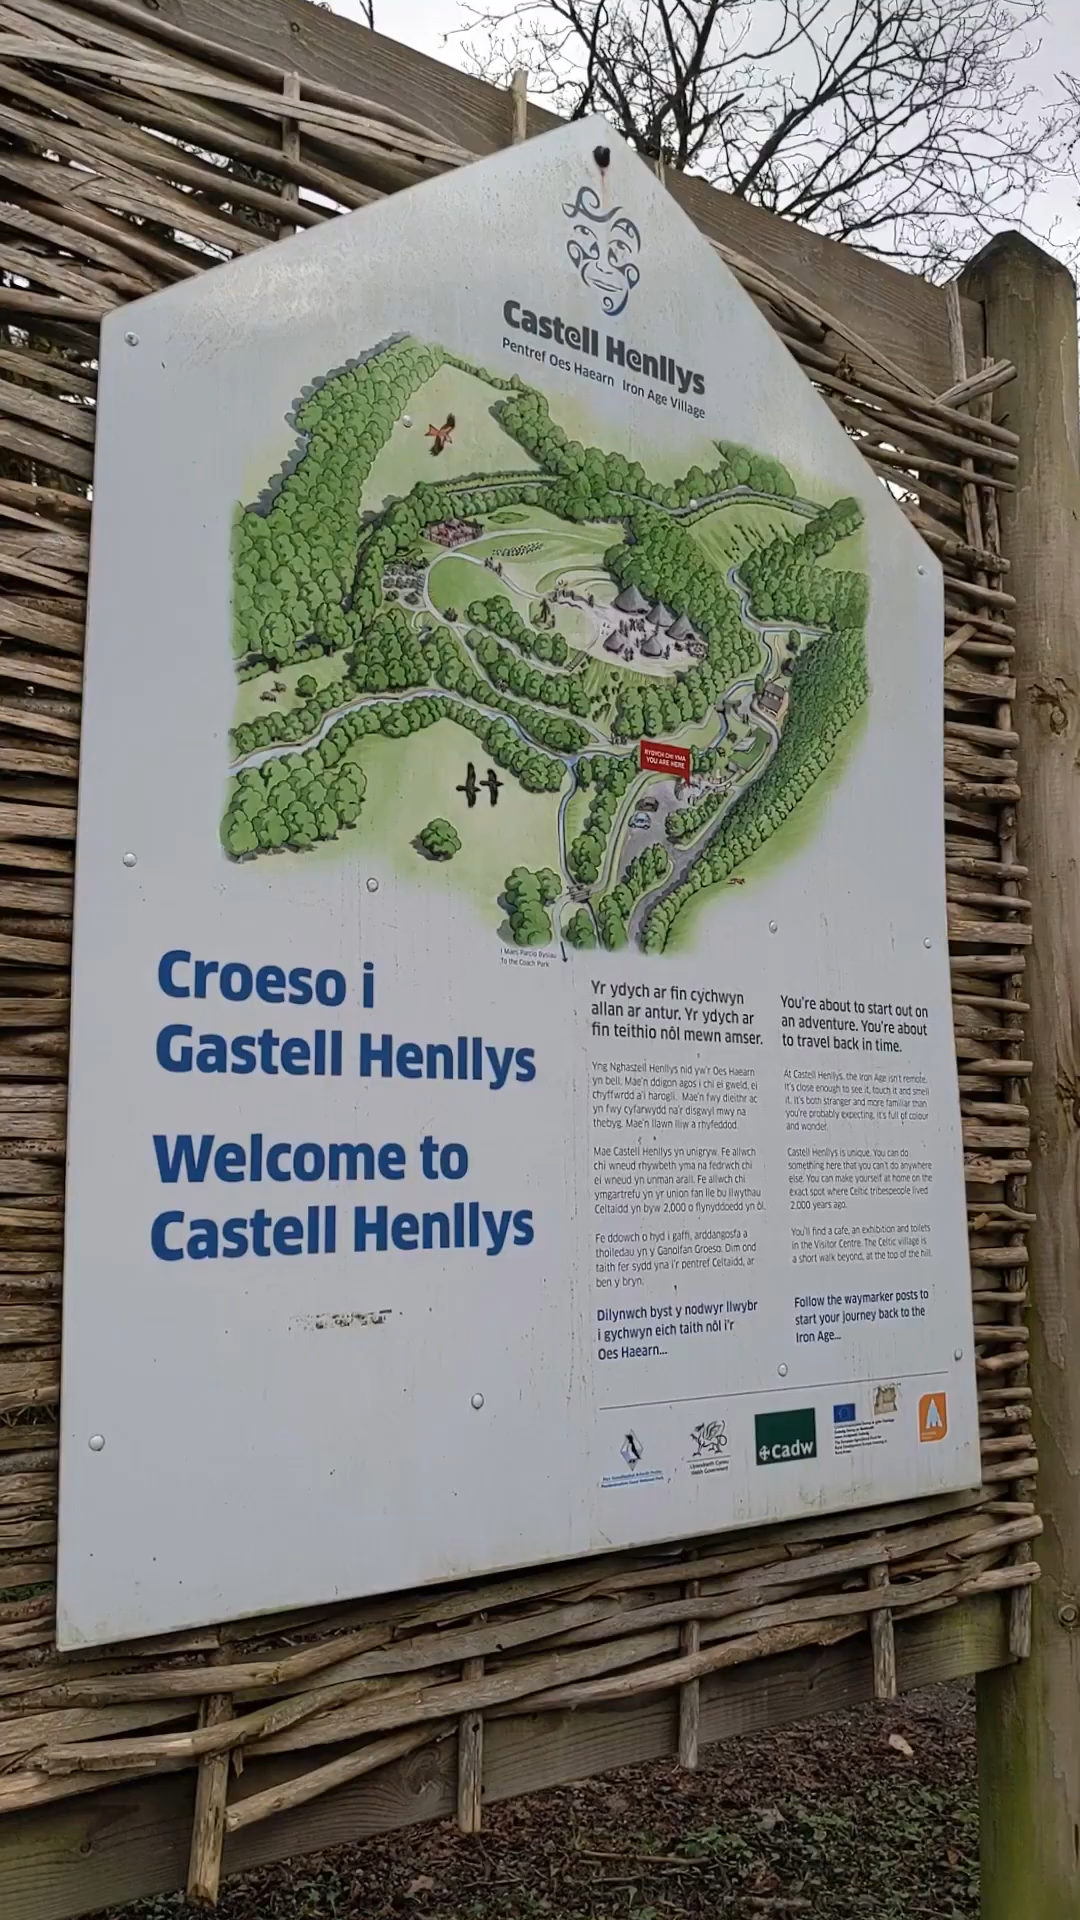 Castell Henllys
Pentref Oes Haearn Iron Age Village
RYDYCH CHI YMA
YOU ARE HERE
I Maes Parcio Bysiau
To the Coach Park
Croeso i
Gastell Henllys
Welcome to
Castell Henllys
Yr ydych ar fin cychwyn
allan ar antur. Yr ydych ar
fin teithio nôl mewn amser.
Yng Nghastell Henllys nid yw'r Oes Haearn
yn bell. Mae'n ddigon agos i chi ei gweld, ei
chyffwrdd a'i harogli. Mae'n fwy dieithr ac
yn fwy cyfarwydd na'r disgwyl mwy na
thebyg. Mae'n llawn lliw a rhyfeddod.
Mae Castell Henllys yn unigryw. Fe allwch
chi wneud rhywbeth yma na fedrwch chi
ei wneud yn unman arall. Fe allwch chi
ymgartrefu yn yr union fan lle bu llwythau
Celtaidd yn byw 2,000 o flynyddoedd yn ôl.
Fe ddowch o hyd i gaffi, arddangosfa a
thoiledau yn y Ganolfan Groeso. Dim ond
taith fer sydd yna i'r pentref Celtaidd, ar
ben y bryn.
Dilynwch byst y nodwyr llwybr
i gychwyn eich taith nôl i'r
Oes Haearn...
You're about to start out on
an adventure. You're about
to travel back in time.
At Castell Henllys, the Iron Age isn't remote.
It's close enough to see it, touch it and smell
it. It's both stranger and more familiar than
you're probably expecting. It's full of colour
and wonder.
Castell Henllys is unique. You can do
something here that you can't do anywhere
else. You can make yourself at home on the
exact spot where Celtic tribespeople lived
2,000 years ago.
You'll find a cafe, an exhibition and toilets
in the Visitor Centre. The Celtic village is
a short walk beyond, at the top of the hill.
Follow the waymarker posts to
start your journey back to the
Iron Age...
Llywodraeth Cymru
Welsh Government
cadw